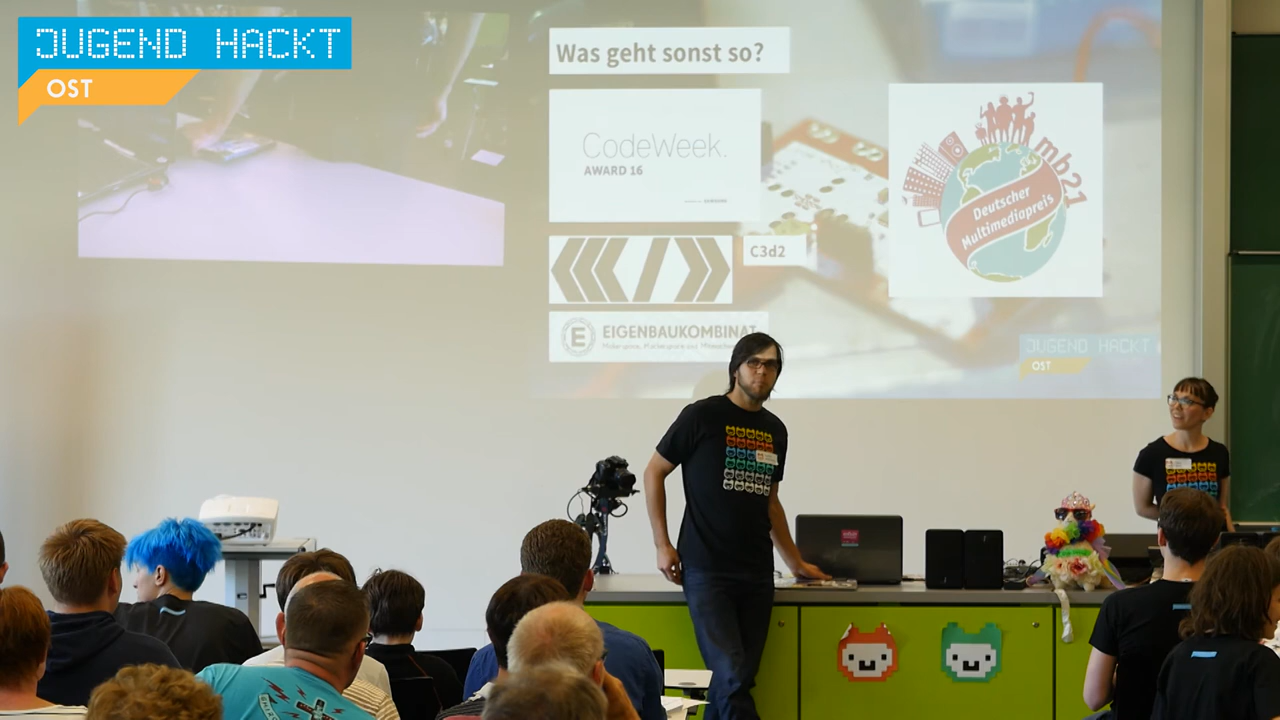 JUGEND HACKT
OST
Was geht sonst so?
CodeWeek.
AWARD 16
mb21
Deutscher
Multimediapreis
C3d2
E EIGENBAUKOMBINAT
JUGEND HACKT
OST